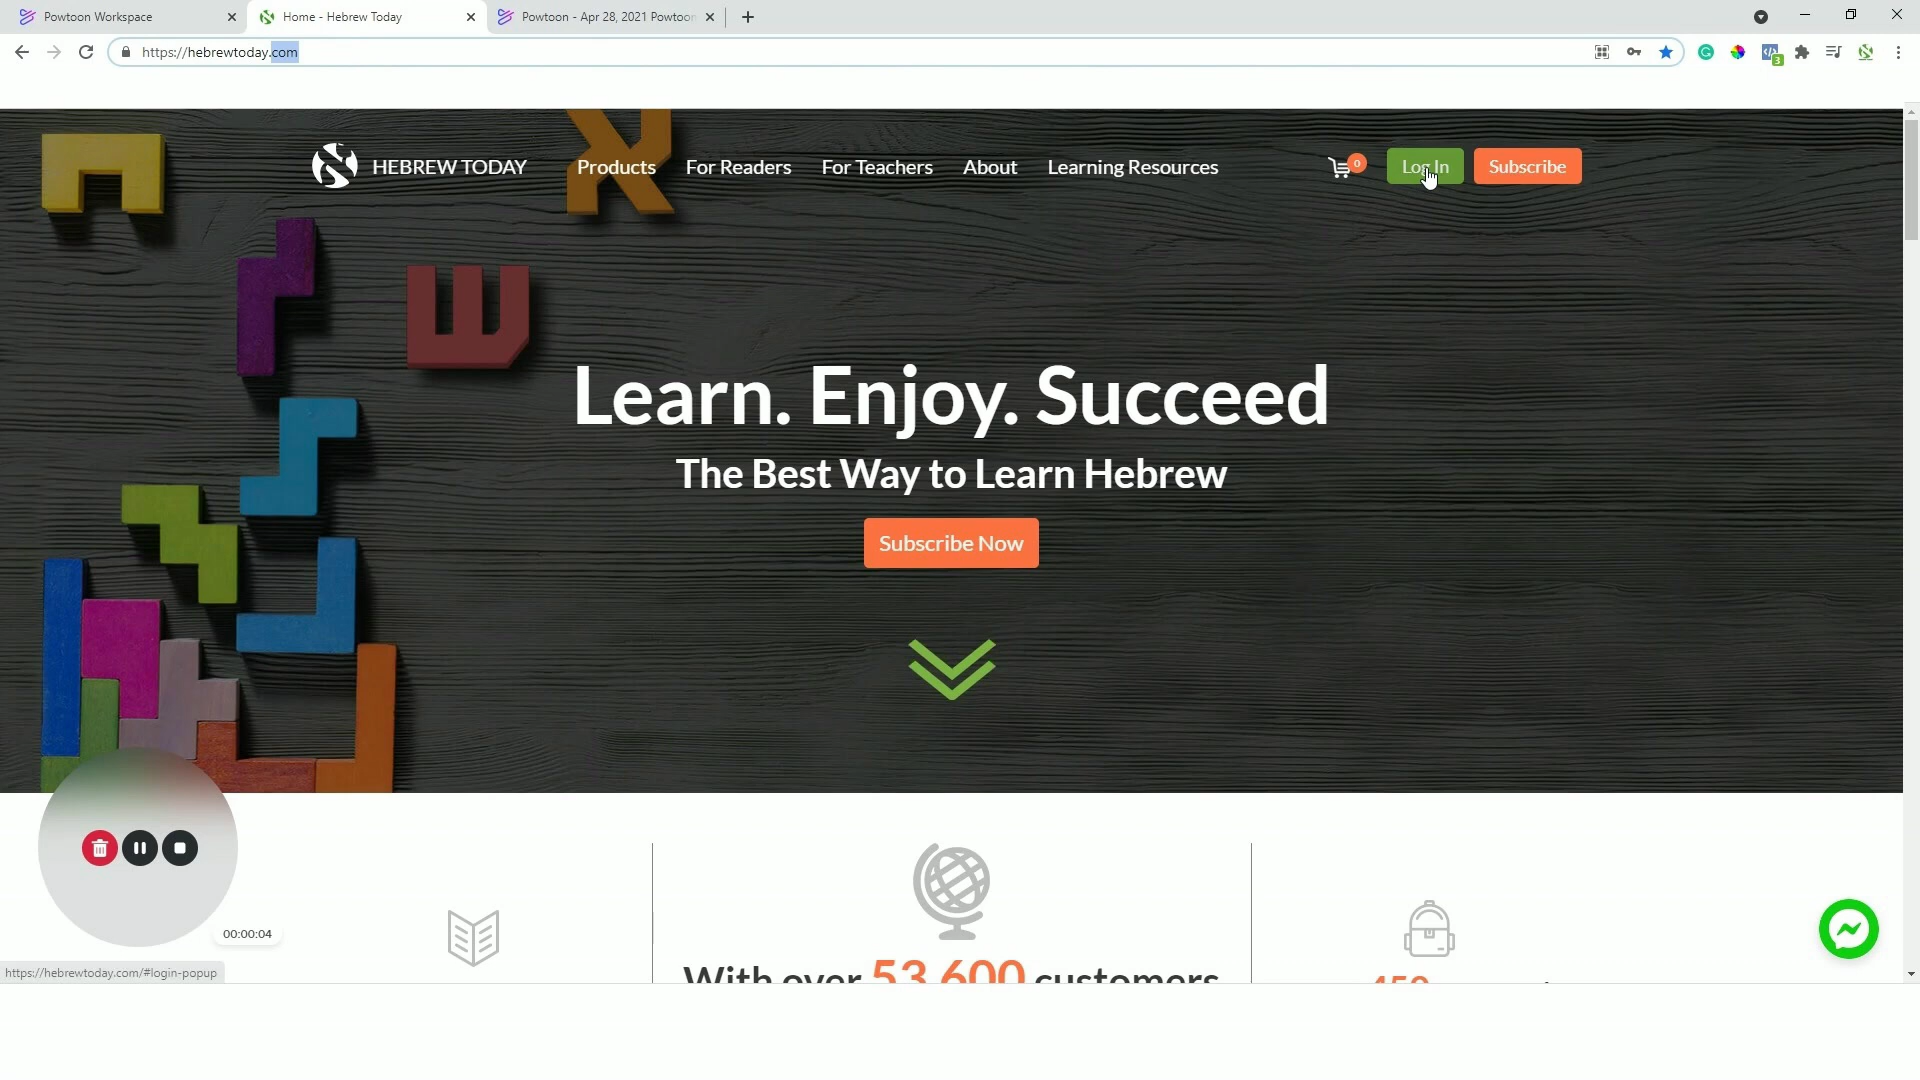 Powtoon Workspace
Home - Hebrew Today
Powtoon - Apr 28, 2021 Powtoon
https://hebrewtoday.com
3
HEBREW TODAY
Products
For Readers
For Teachers
About
Learning Resources
0
Log In
Subscribe
א
ש
Learn. Enjoy. Succeed
The Best Way to Learn Hebrew
Subscribe Now
With over 53,600 customers
450
00:00:04
https://hebrewtoday.com/#login-popup